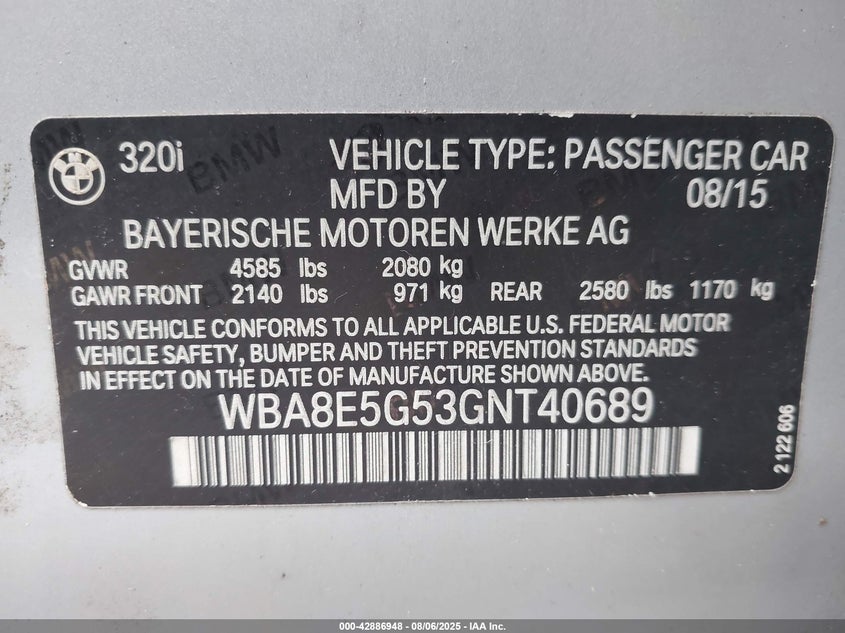 320i VEHICLE TYPE: PASSENGER CAR
MFD BY 08/15
BAYERISCHE MOTOREN WERKE AG
GVWR 4585 lbs 2080 kg
GAWR FRONT 2140 lbs 971 kg REAR 2580 lbs 1170 kg
THIS VEHICLE CONFORMS TO ALL APPLICABLE U.S. FEDERAL MOTOR
VEHICLE SAFETY, BUMPER AND THEFT PREVENTION STANDARDS
IN EFFECT ON THE DATE OF MANUFACTURE SHOWN ABOVE.
WBA8E5G53GNT40689
2 122 606
000-42886948 - 08/06/2025 - IAA Inc.